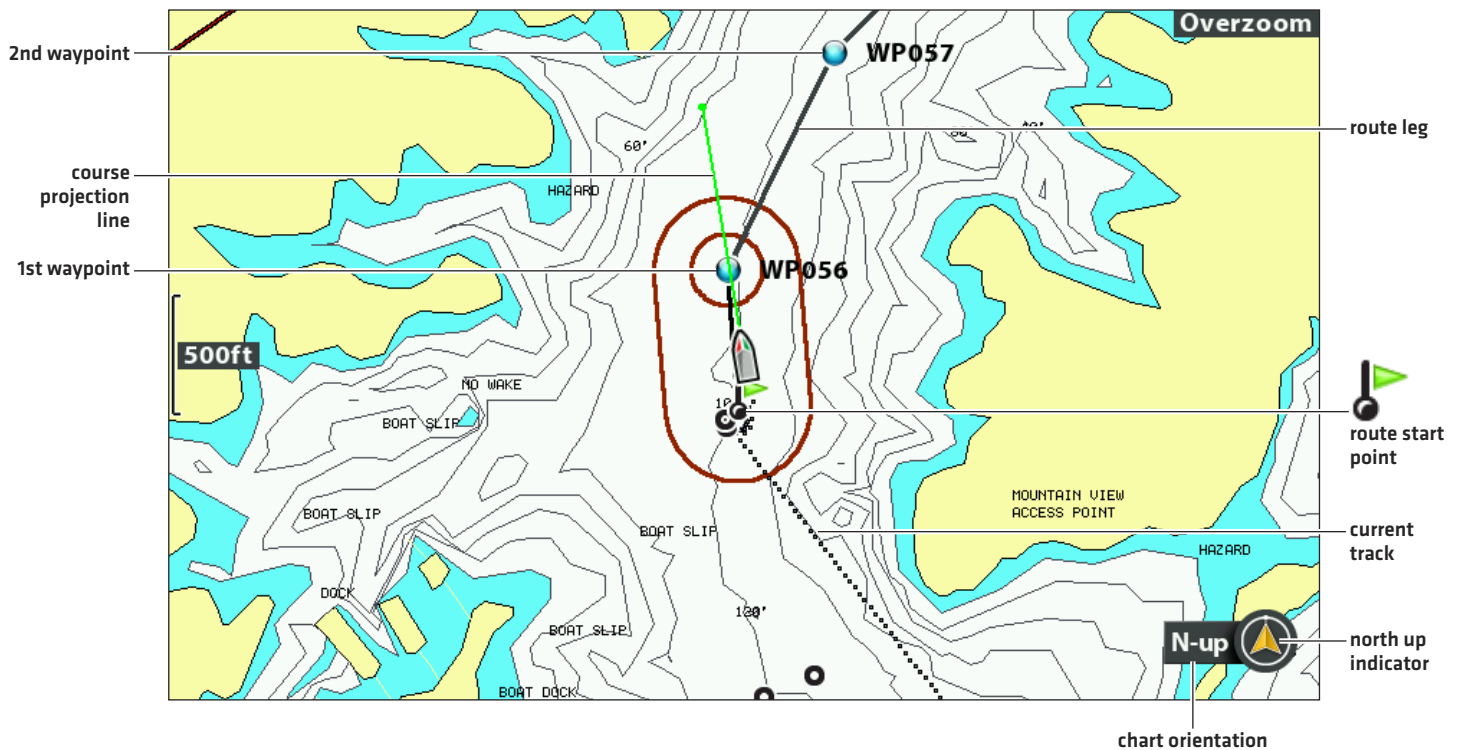 Overzoom
2nd waypoint
WP057
route leg
60'
course
projection
line
HAZARD
1st waypoint
WP056
500ft
NO WAKE
BOAT SLIP
route start
point
MOUNTAIN VIEW
ACCESS POINT
BOAT SLIP
BOAT SLIP
current
track
HAZARD
DOCK
120'
BOAT SLIP
N-up
north up
indicator
BOAT DOCK
chart orientation